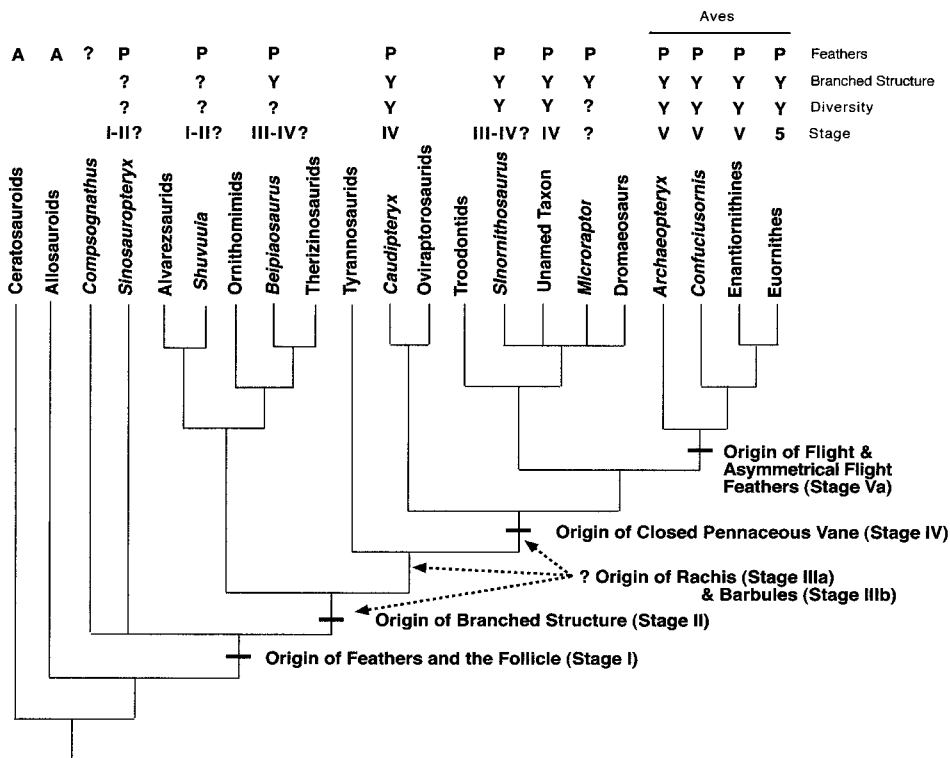 Aves
A A ? P P P P P P P P P P P Feathers
? ? Y Y Y Y Y Y Y Y Y Branched Structure
? ? ? Y Y Y ? Y Y Y Y Diversity
I-II? I-II? III-IV? IV III-IV? IV ? V V V 5 Stage
Ceratosauroids
Allosauroids
Compsognathus
Sinosauropteryx
Alvarezsaurids
Shvuuia
Ornithomimids
Beipiaosaurus
Therizinosaurids
Tyrannosaurids
Caudipteryx
Oviraptorosaurids
Troodontids
Sinornithosaurus
Unamed Taxon
Microraptor
Dromaeosaurs
Archaeopteryx
Confuciusornis
Enantiornithines
Euornithes
Origin of Flight &
Asymmetrical Flight
Feathers (Stage Va)
Origin of Closed Pennaceous Vane (Stage IV)
? Origin of Rachis (Stage IIIa)
& Barbules (Stage IIIb)
Origin of Branched Structure (Stage II)
Origin of Feathers and the Follicle (Stage I)